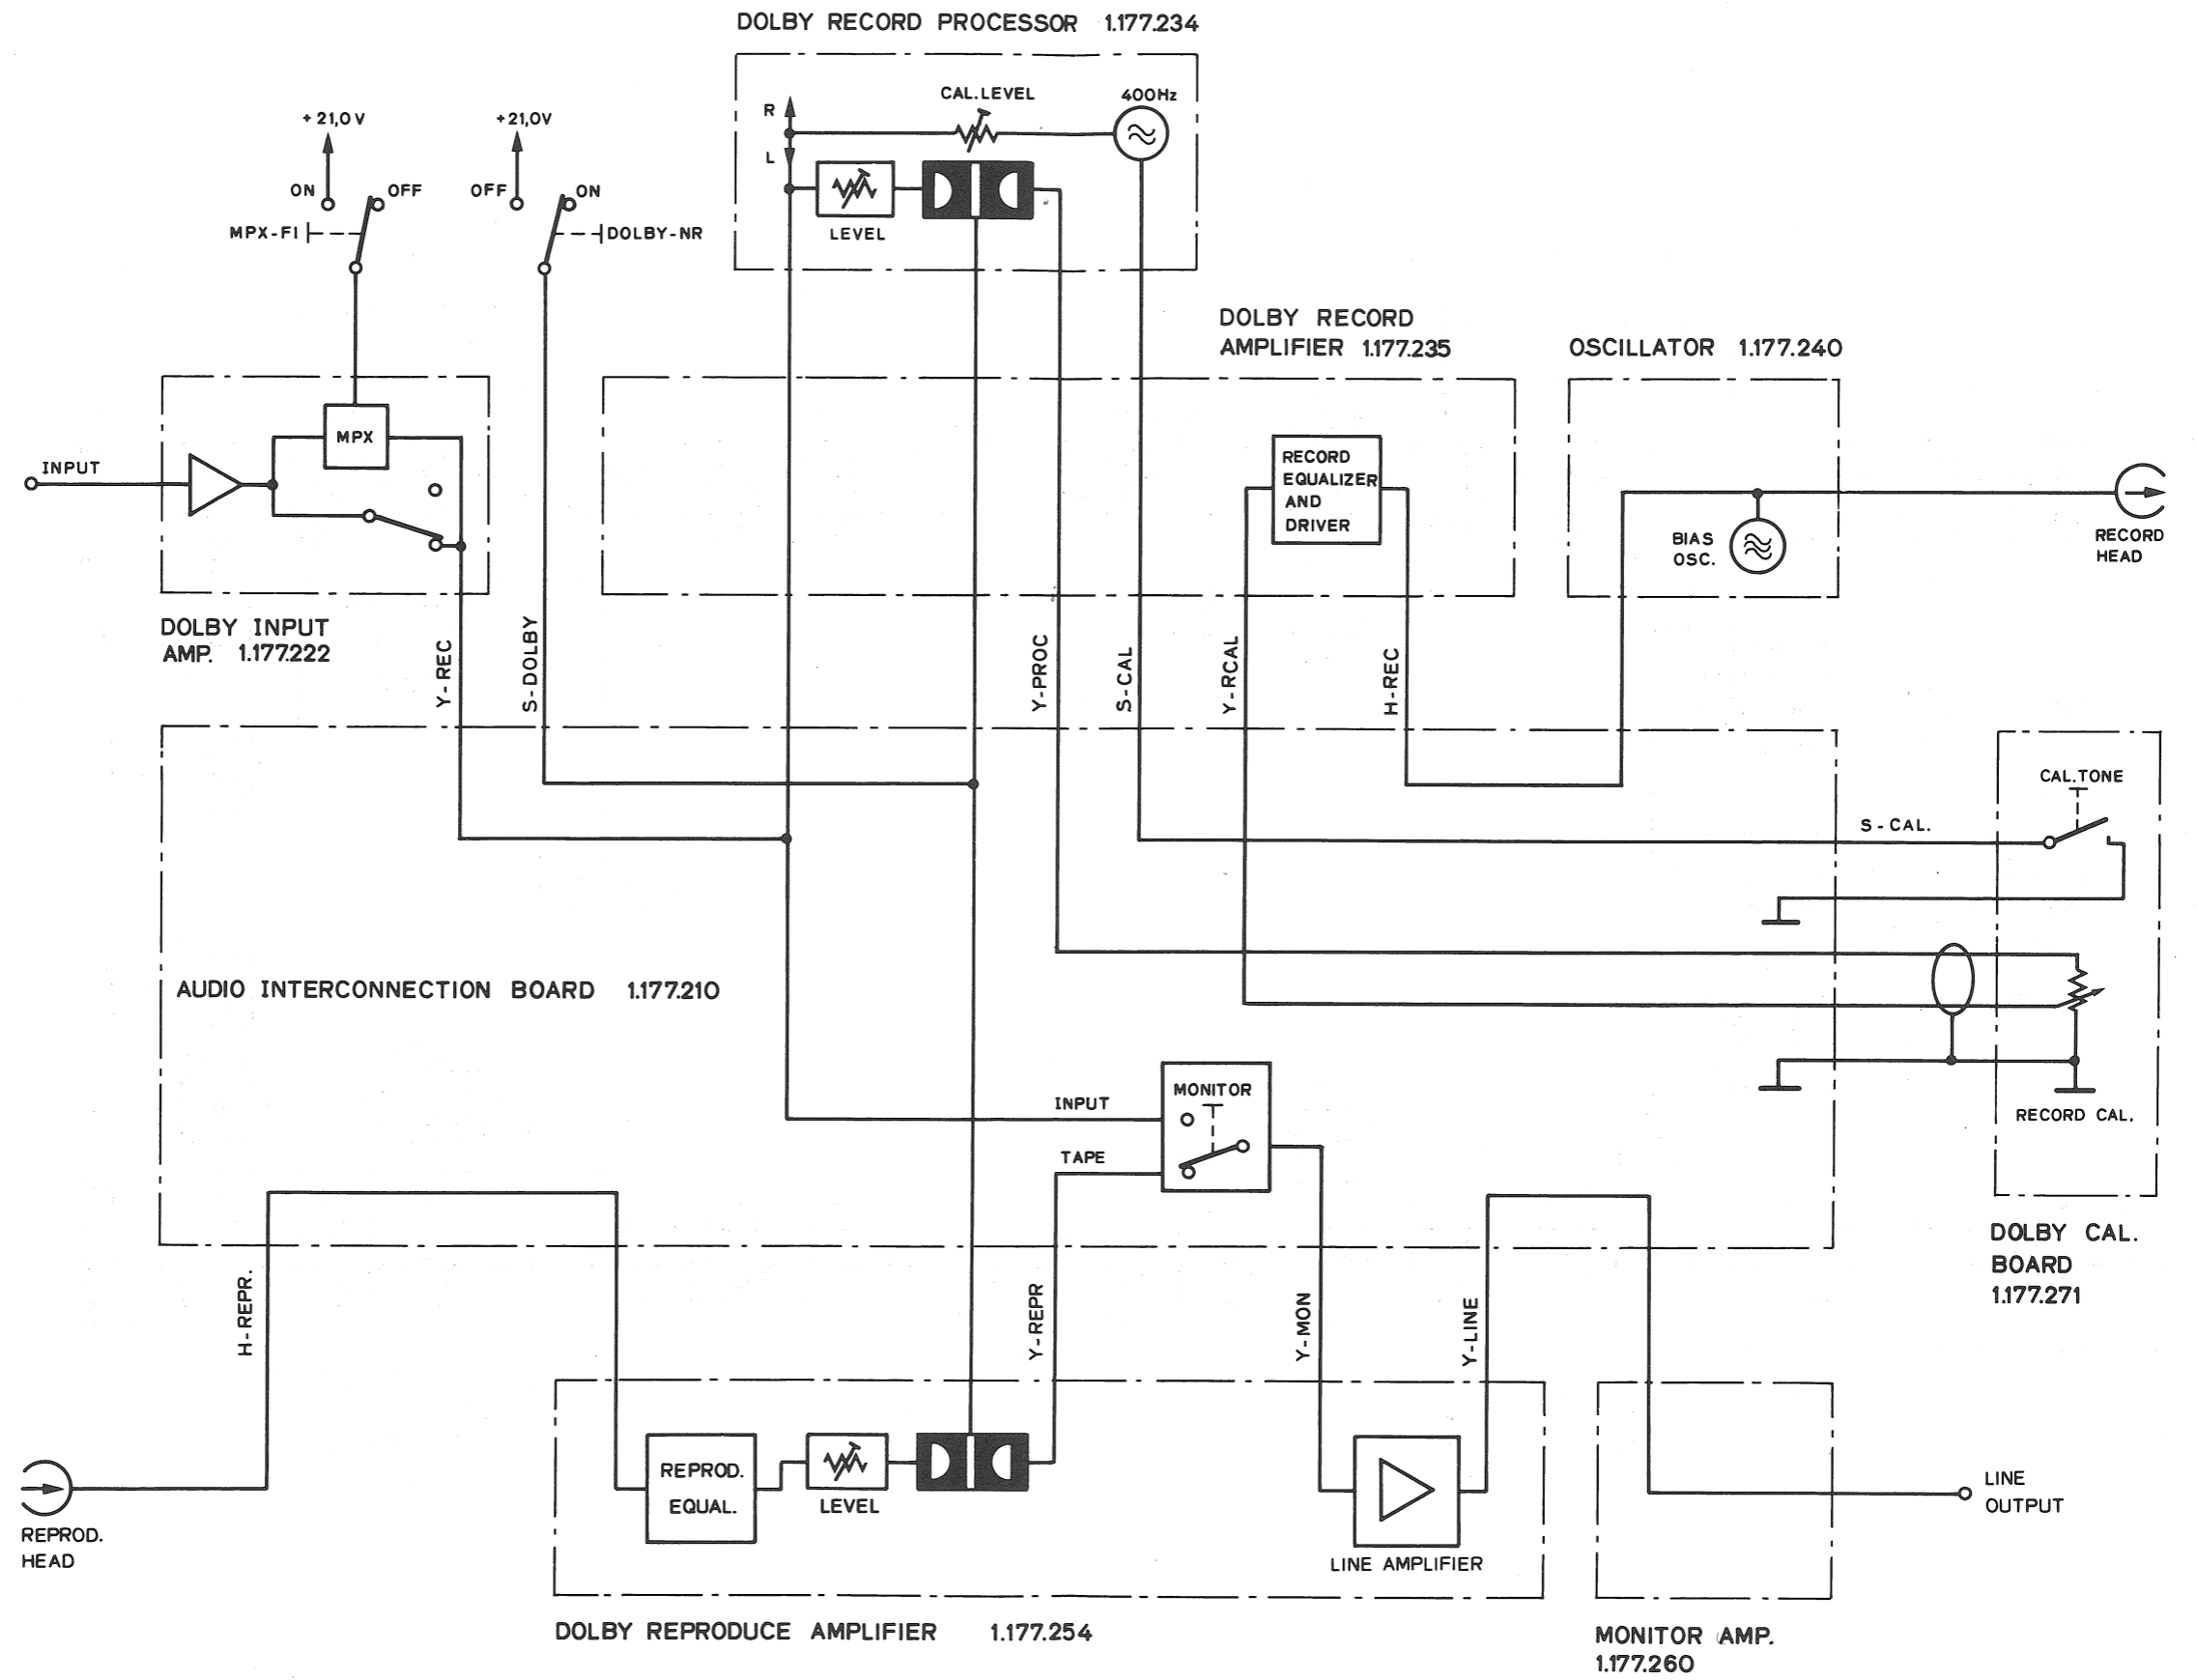 DOLBY RECORD PROCESSOR 1.177.234
R
CAL.LEVEL
400Hz
L
LEVEL
+ 21,0 V
+21,0V
ON
OFF
OFF
ON
MPX-FI
DOLBY-NR
DOLBY RECORD
AMPLIFIER 1.177.235
OSCILLATOR 1.177.240
MPX
INPUT
RECORD
EQUALIZER
AND
DRIVER
BIAS
OSC.
RECORD
HEAD
DOLBY INPUT
AMP. 1.177.222
Y-REC
S-DOLBY
Y-PROC
S-CAL
Y-RCAL
H-REC
CAL.TONE
S-CAL.
AUDIO INTERCONNECTION BOARD 1.177.210
MONITOR
INPUT
TAPE
RECORD CAL.
DOLBY CAL.
BOARD
1.177.271
H-REPR.
Y-REPR
Y-MON
Y-LINE
REPROD.
EQUAL.
LEVEL
LINE AMPLIFIER
LINE
OUTPUT
REPROD.
HEAD
DOLBY REPRODUCE AMPLIFIER 1.177.254
MONITOR AMP.
1.177.260